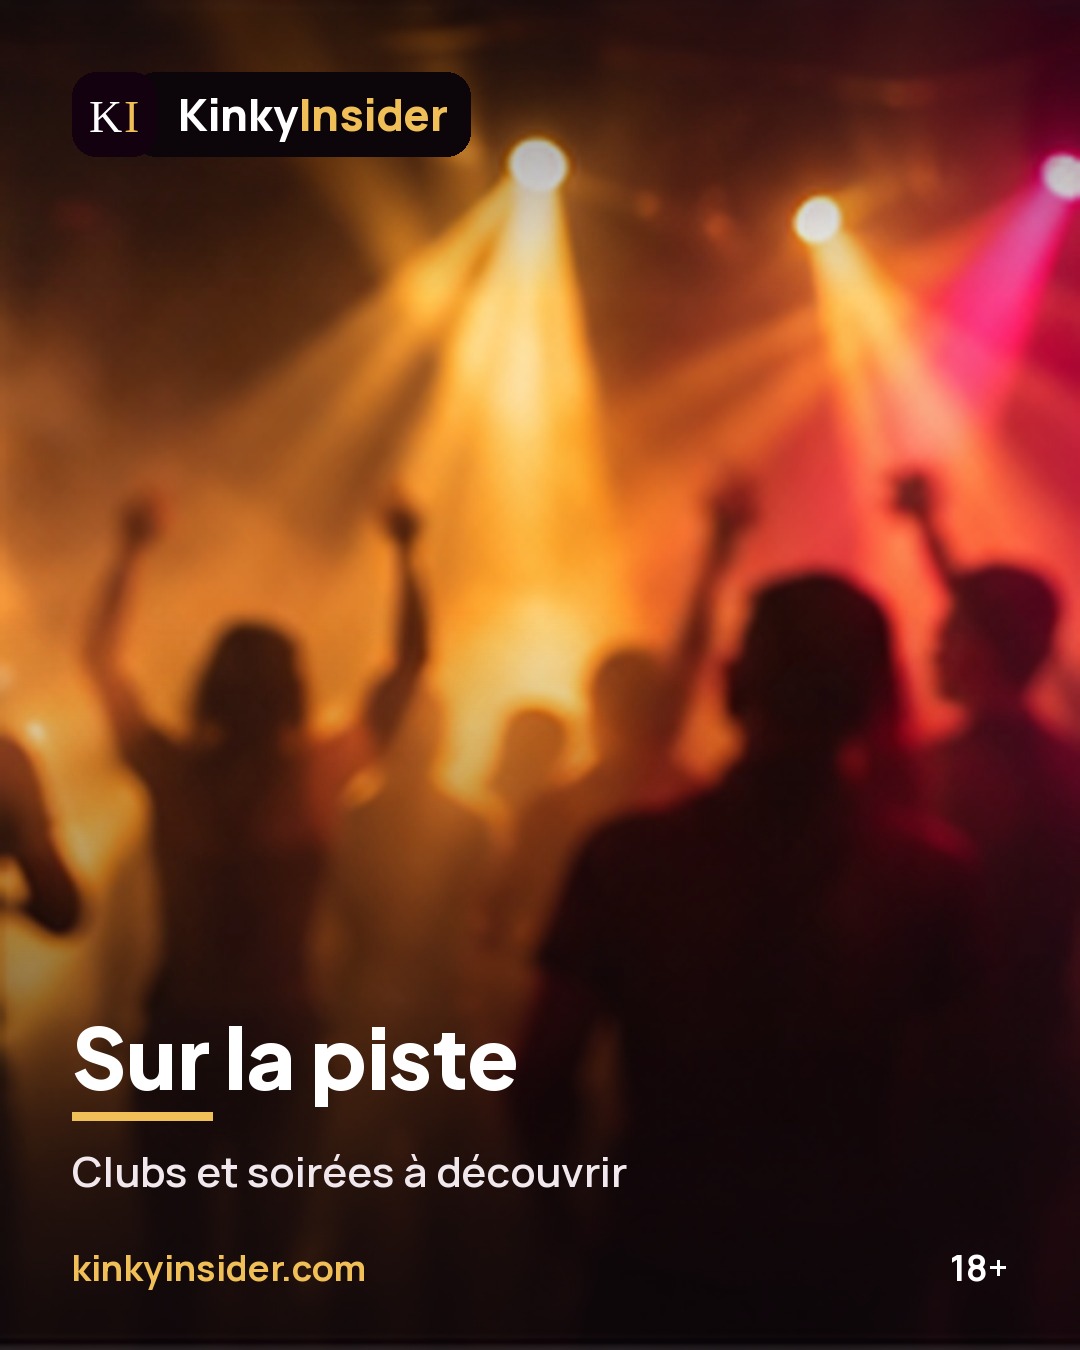 KI KinkyInsider
Sur la piste
Clubs et soirées à découvrir
kinkyinsider.com
18+